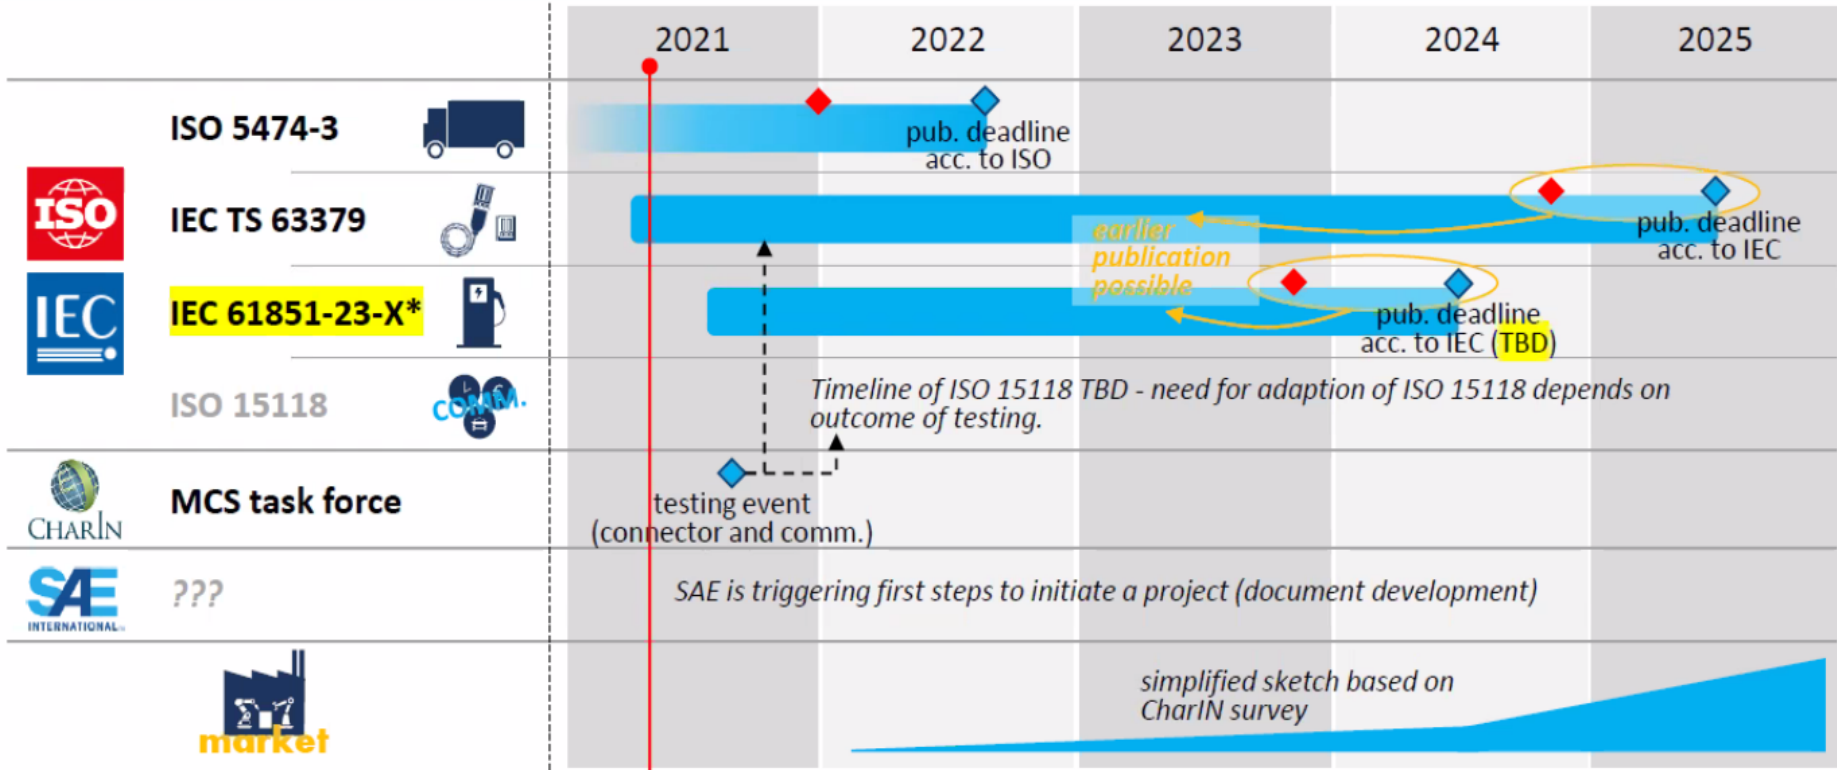 2021 2022 2023 2024 2025
ISO 5474-3
pub. deadline
acc. to ISO
ISO
IEC TS 63379
pub. deadline
acc. to IEC
earlier
publication
possible
IEC
IEC 61851-23-X*
pub. deadline
acc. to IEC (TBD)
ISO 15118
COMM.
Timeline of ISO 15118 TBD - need for adaption of ISO 15118 depends on
outcome of testing.
CHARIN
MCS task force
testing event
(connector and comm.)
SAE
INTERNATIONAL
???
SAE is triggering first steps to initiate a project (document development)
market
simplified sketch based on
CharIN survey